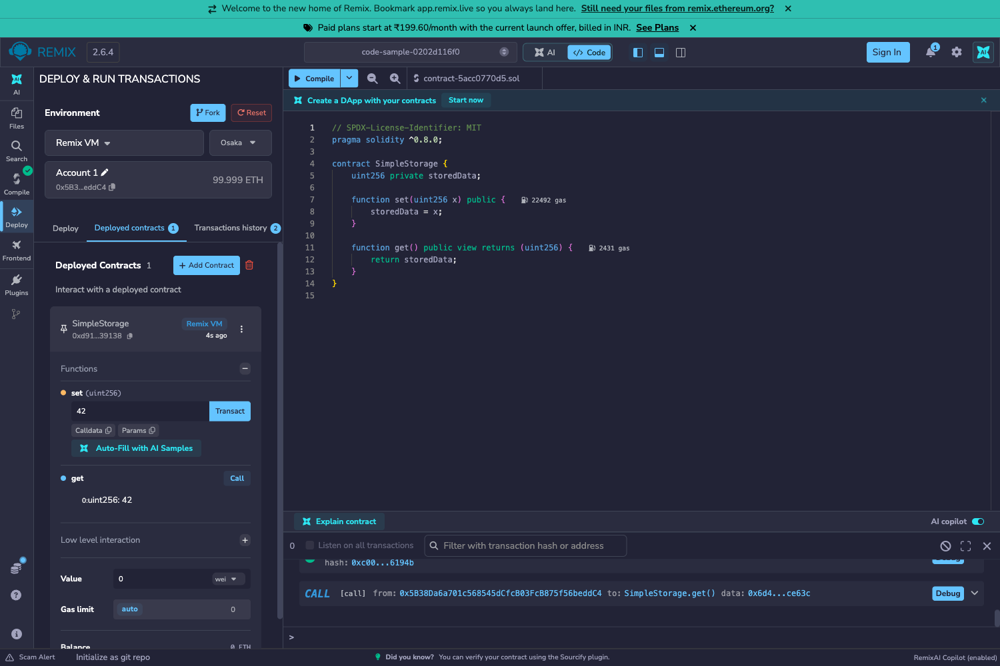 Welcome to the new home of Remix. Bookmark app.remix.live so you always land here. Still need your files from remix.ethereum.org?
Paid plans start at ₹199.60/month with the current launch offer, billed in INR. See Plans
REMIX 2.6.4
code-sample-0202d116f0
AI Code
Sign In
1
AI
AI
AI
Files
Search
Compile
Deploy
Frontend
Plugins
DEPLOY & RUN TRANSACTIONS
Environment Fork Reset
Remix VM Osaka
Account 1
0x5B3...eddC4
99.999 ETH
Deploy Deployed contracts 1 Transactions history 2
Deployed Contracts 1 + Add Contract
Interact with a deployed contract
SimpleStorage Remix VM
0xd91...39138 4s ago
Functions
set (uint256)
42 Transact
Calldata Params
Auto-Fill with AI Samples
get Call
0:uint256: 42
Low level interaction
Value 0 wei
Gas limit auto 0
Balance 0 ETH
Compile
contract-5acc0770d5.sol
Create a DApp with your contracts Start now
1 // SPDX-License-Identifier: MIT
2 pragma solidity ^0.8.0;
3
4 contract SimpleStorage {
5 uint256 private storedData;
6
7 function set(uint256 x) public { 22492 gas
8 storedData = x;
9 }
10
11 function get() public view returns (uint256) { 2431 gas
12 return storedData;
13 }
14 }
15
Explain contract AI copilot
0 Listen on all transactions Filter with transaction hash or address
hash: 0xc00...6194b Debug
CALL [call] from: 0x5B38Da6a701c568545dCfcB03FcB875f56beddC4 to: SimpleStorage.get() data: 0x6d4...ce63c Debug
>
Scam Alert Initialize as git repo
Did you know? You can verify your contract using the Sourcify plugin.
RemixAI Copilot (enabled)